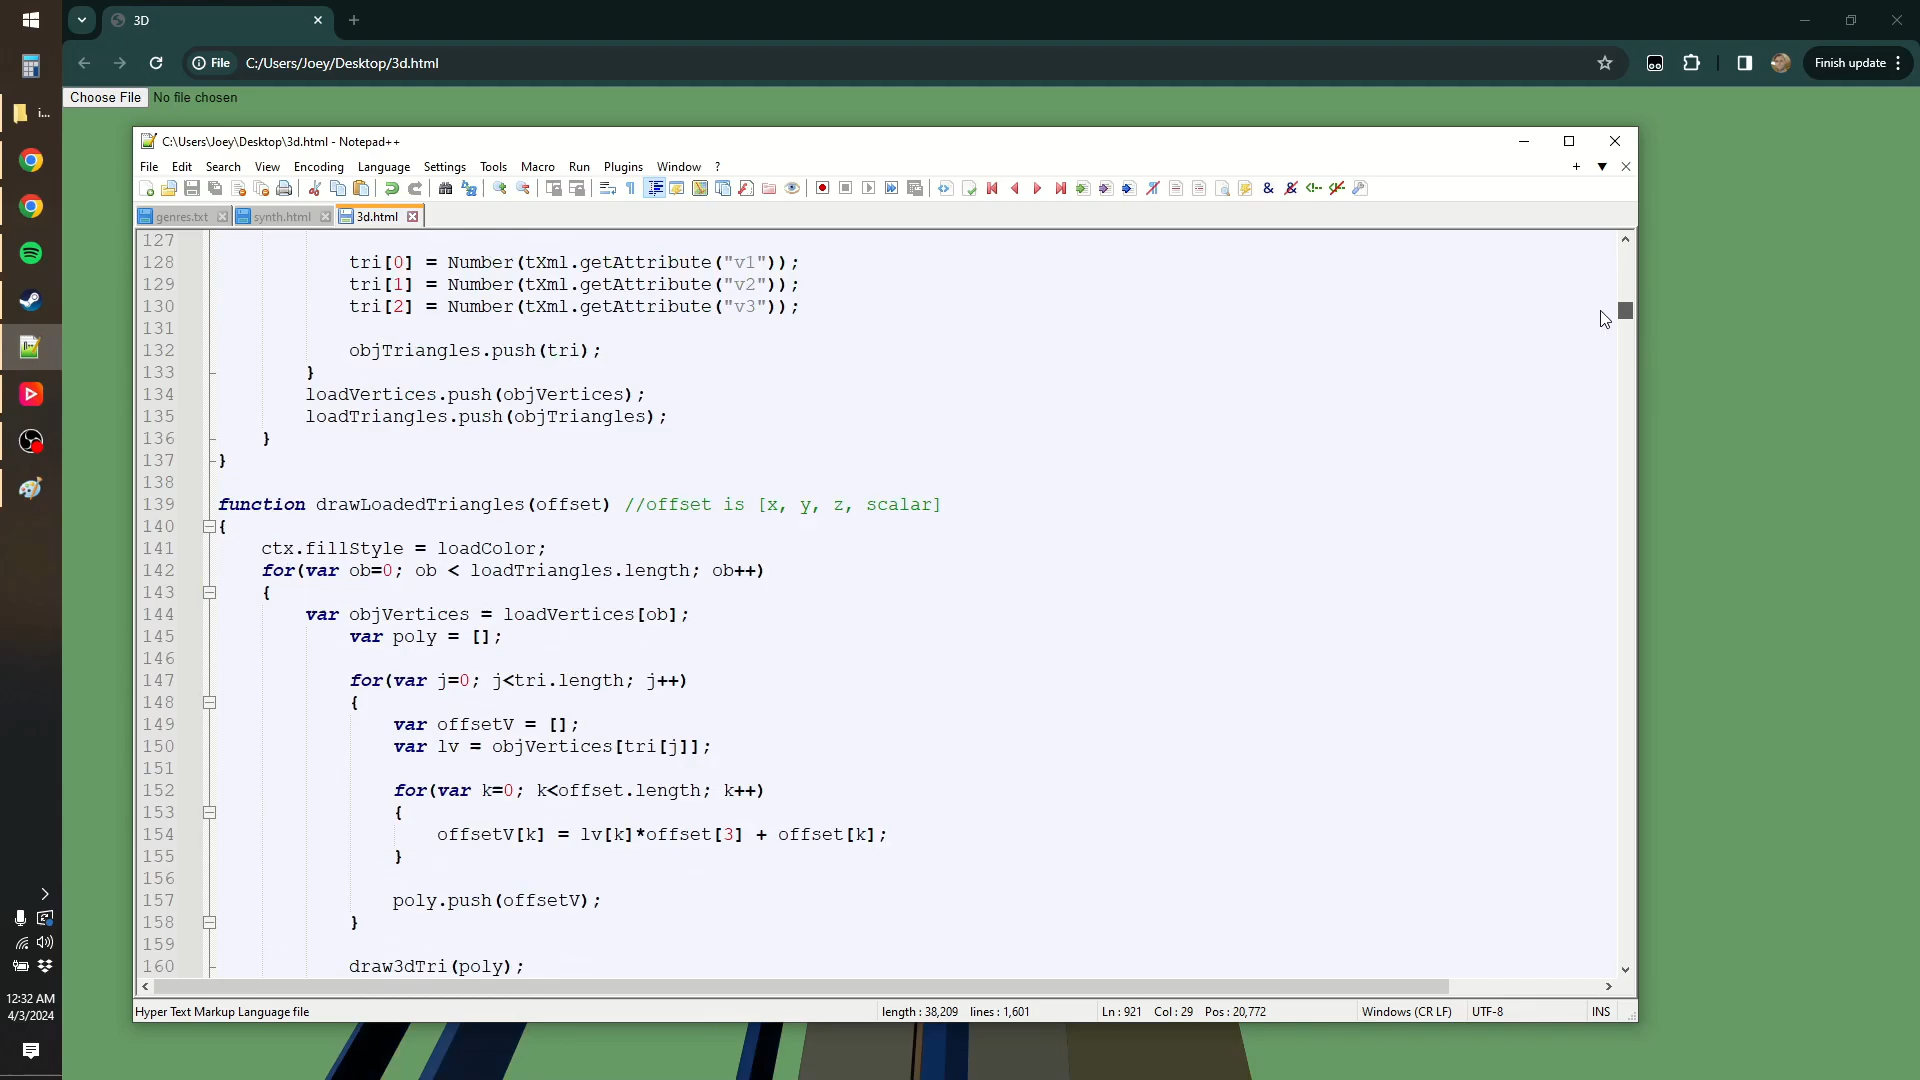 3D
File C:/Users/Joey/Desktop/3d.html
Finish update
Choose File No file chosen
i...
C:\Users\Joey\Desktop\3d.html - Notepad++
File Edit Search View Encoding Language Settings Tools Macro Run Plugins Window ?
genres.txt synth.html 3d.html
127
128 tri[0] = Number(tXml.getAttribute("v1"));
129 tri[1] = Number(tXml.getAttribute("v2"));
130 tri[2] = Number(tXml.getAttribute("v3"));
131
132 objTriangles.push(tri);
133 }
134 loadVertices.push(objVertices);
135 loadTriangles.push(objTriangles);
136 }
137 }
138
139 function drawLoadedTriangles(offset) //offset is [x, y, z, scalar]
140 {
141 ctx.fillStyle = loadColor;
142 for(var ob=0; ob < loadTriangles.length; ob++)
143 {
144 var objVertices = loadVertices[ob];
145 var poly = [];
146
147 for(var j=0; j<tri.length; j++)
148 {
149 var offsetV = [];
150 var lv = objVertices[tri[j]];
151
152 for(var k=0; k<offset.length; k++)
153 {
154 offsetV[k] = lv[k]*offset[3] + offset[k];
155 }
156
157 poly.push(offsetV);
158 }
159
160 draw3dTri(poly);
Hyper Text Markup Language file length : 38,209 lines : 1,601 Ln : 921 Col : 29 Pos : 20,772 Windows (CR LF) UTF-8 INS
12:32 AM
4/3/2024